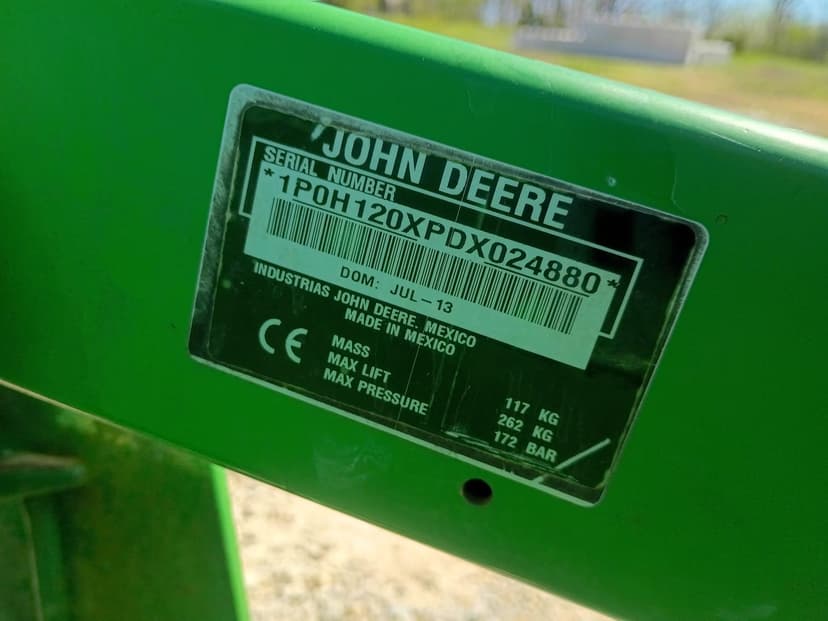 JOHN DEERE
SERIAL NUMBER
*1P0H120XPDX024880*
DOM: JUL-13
INDUSTRIAS JOHN DEERE, MEXICO
MADE IN MEXICO
CE
MASS 117 KG
MAX LIFT 262 KG
MAX PRESSURE 172 BAR